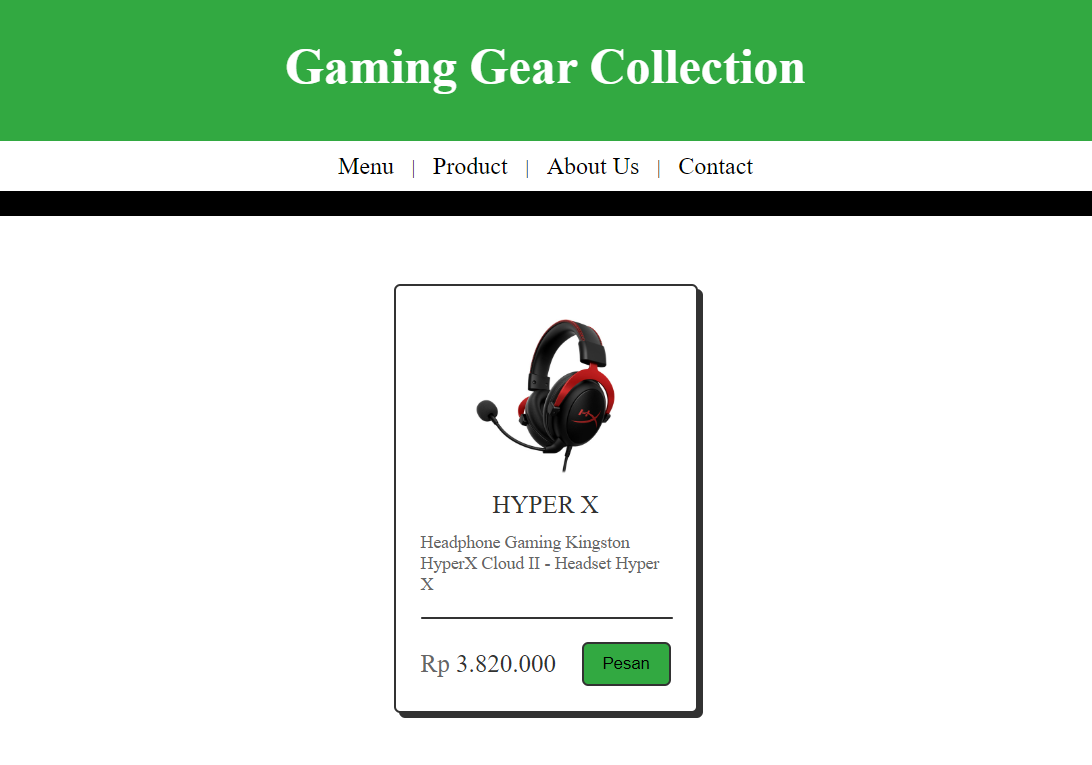 Gaming Gear Collection
Menu | Product | About Us | Contact
HYPER X
Headphone Gaming Kingston
HyperX Cloud II - Headset Hyper
X
Rp 3.820.000
Pesan